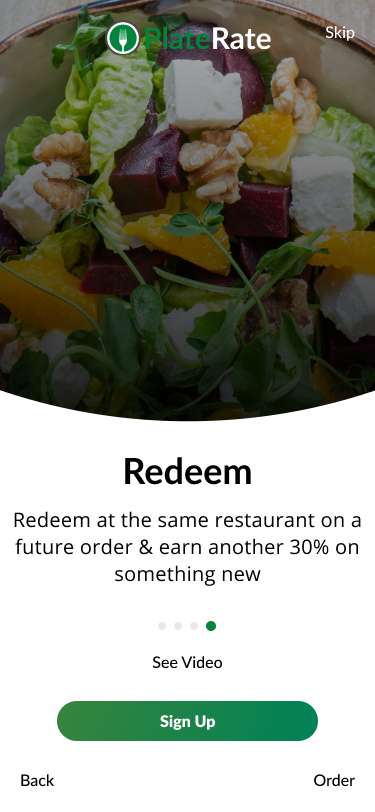 PlateRate
Skip
Redeem
Redeem at the same restaurant on a
future order & earn another 30% on
something new
See Video
Sign Up
Back
Order